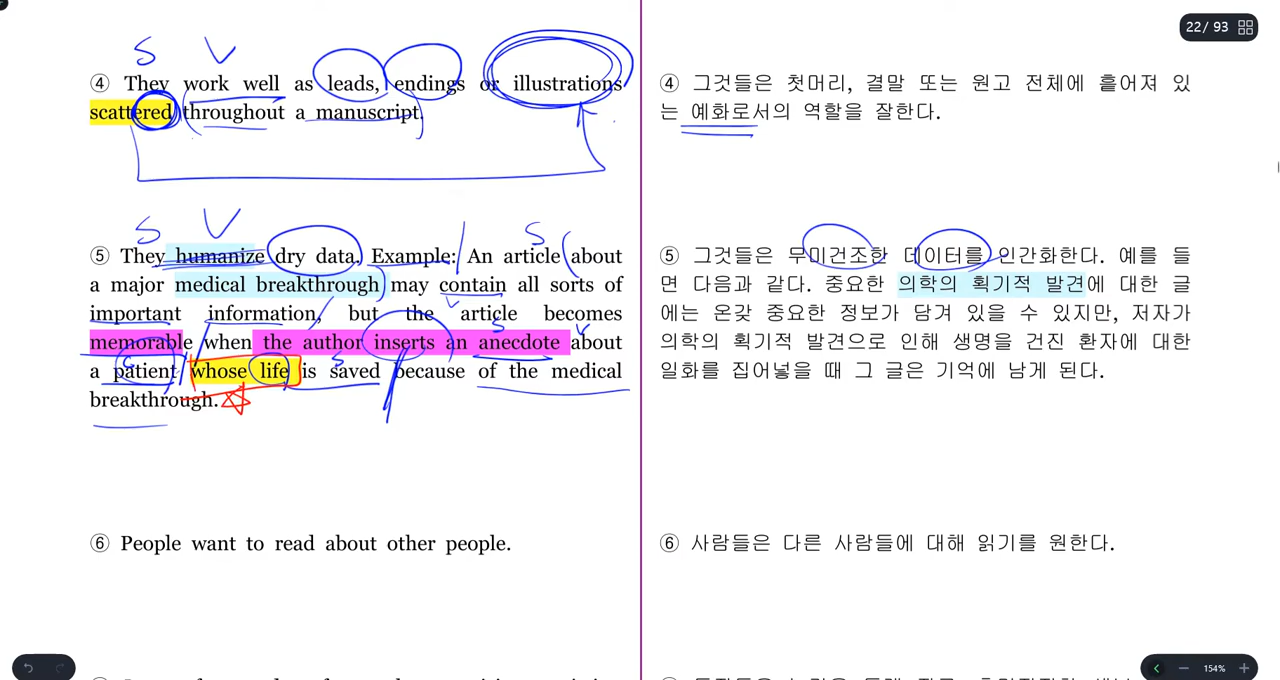 22/ 93
S V
④ They work well as leads, endings or illustrations
scattered throughout a manuscript.
④ 그것들은 첫머리, 결말 또는 원고 전체에 흩어져 있
는 예화로서의 역할을 잘한다.
S V S
⑤ They humanize dry data. Example: An article about
a major medical breakthrough may contain all sorts of
V
important information, but the article becomes
S V
memorable when the author inserts an anecdote about
S
a patient whose life is saved because of the medical
breakthrough.
⑤ 그것들은 무미건조한 데이터를 인간화한다. 예를 들
면 다음과 같다. 중요한 의학의 획기적 발견에 대한 글
에는 온갖 중요한 정보가 담겨 있을 수 있지만, 저자가
의학의 획기적 발견으로 인해 생명을 건진 환자에 대한
일화를 집어넣을 때 그 글은 기억에 남게 된다.
⑥ People want to read about other people.
⑥ 사람들은 다른 사람들에 대해 읽기를 원한다.
154%